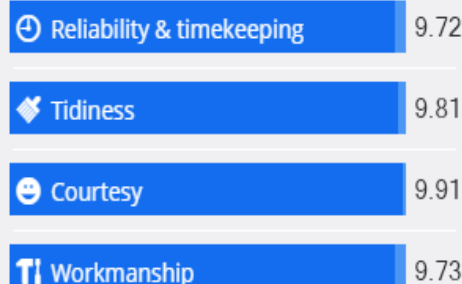 Reliability & timekeeping 9.72
Tidiness 9.81
Courtesy 9.91
Workmanship 9.73